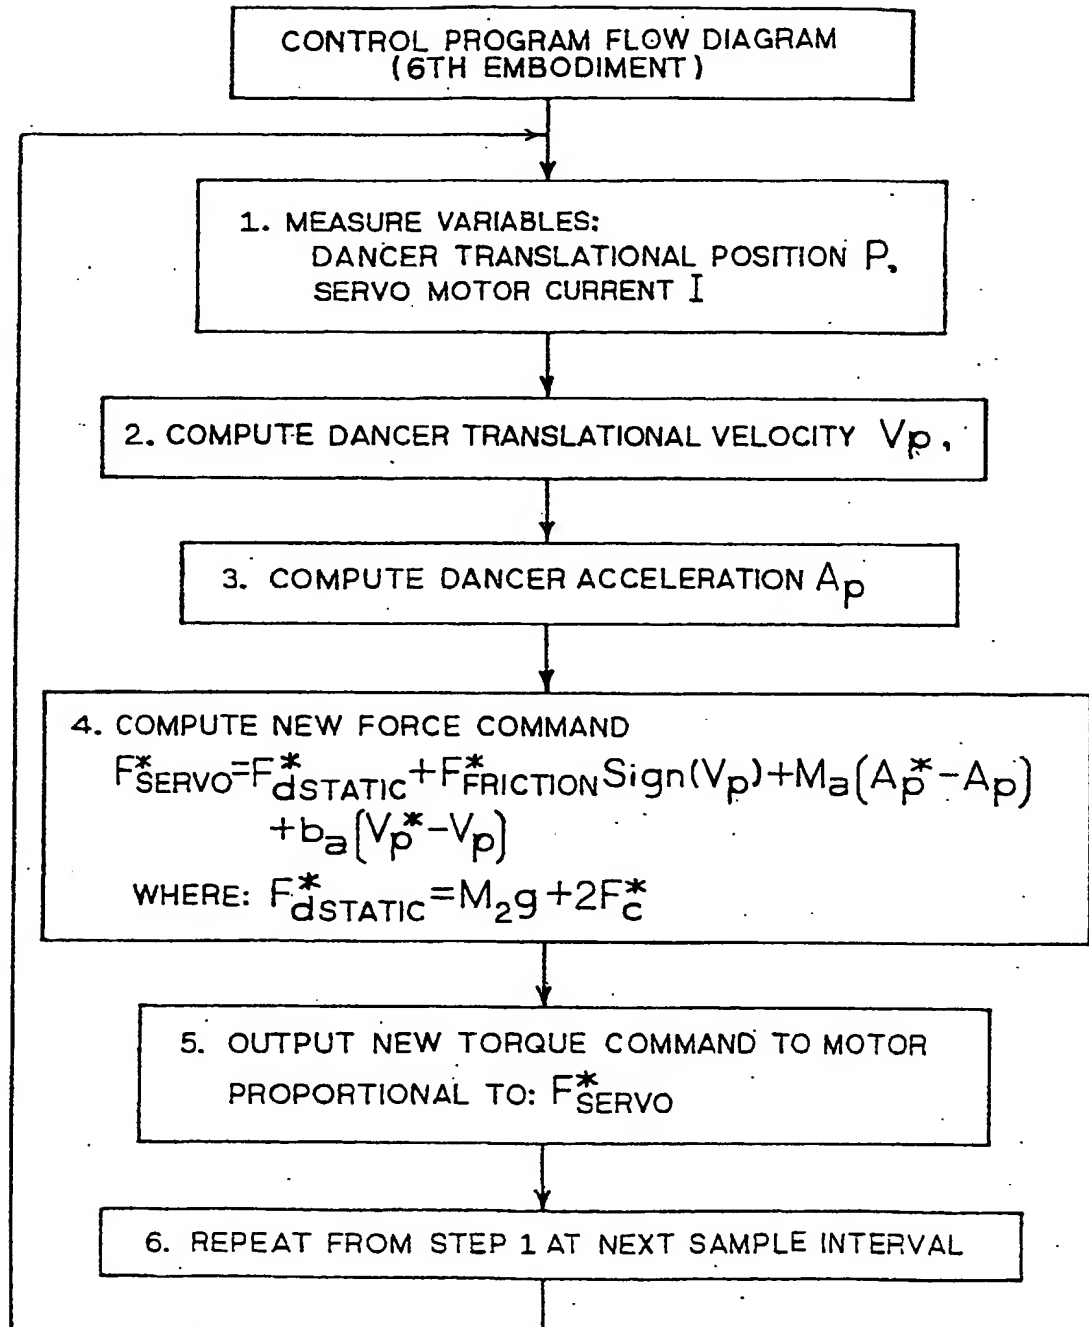 CONTROL PROGRAM FLOW DIAGRAM
(6TH EMBODIMENT)
1. MEASURE VARIABLES:
DANCER TRANSLATIONAL POSITION P,
SERVO MOTOR CURRENT I
2. COMPUTE DANCER TRANSLATIONAL VELOCITY Vp,
3. COMPUTE DANCER ACCELERATION Ap
4. COMPUTE NEW FORCE COMMAND
F*SERVO=F*dSTATIC+F*FRICTIONSign(Vp)+Ma(Ap*-Ap)
+ba(Vp*-Vp)
WHERE: F*dSTATIC=M2g+2F*c
5. OUTPUT NEW TORQUE COMMAND TO MOTOR
PROPORTIONAL TO: F*SERVO
6. REPEAT FROM STEP 1 AT NEXT SAMPLE INTERVAL